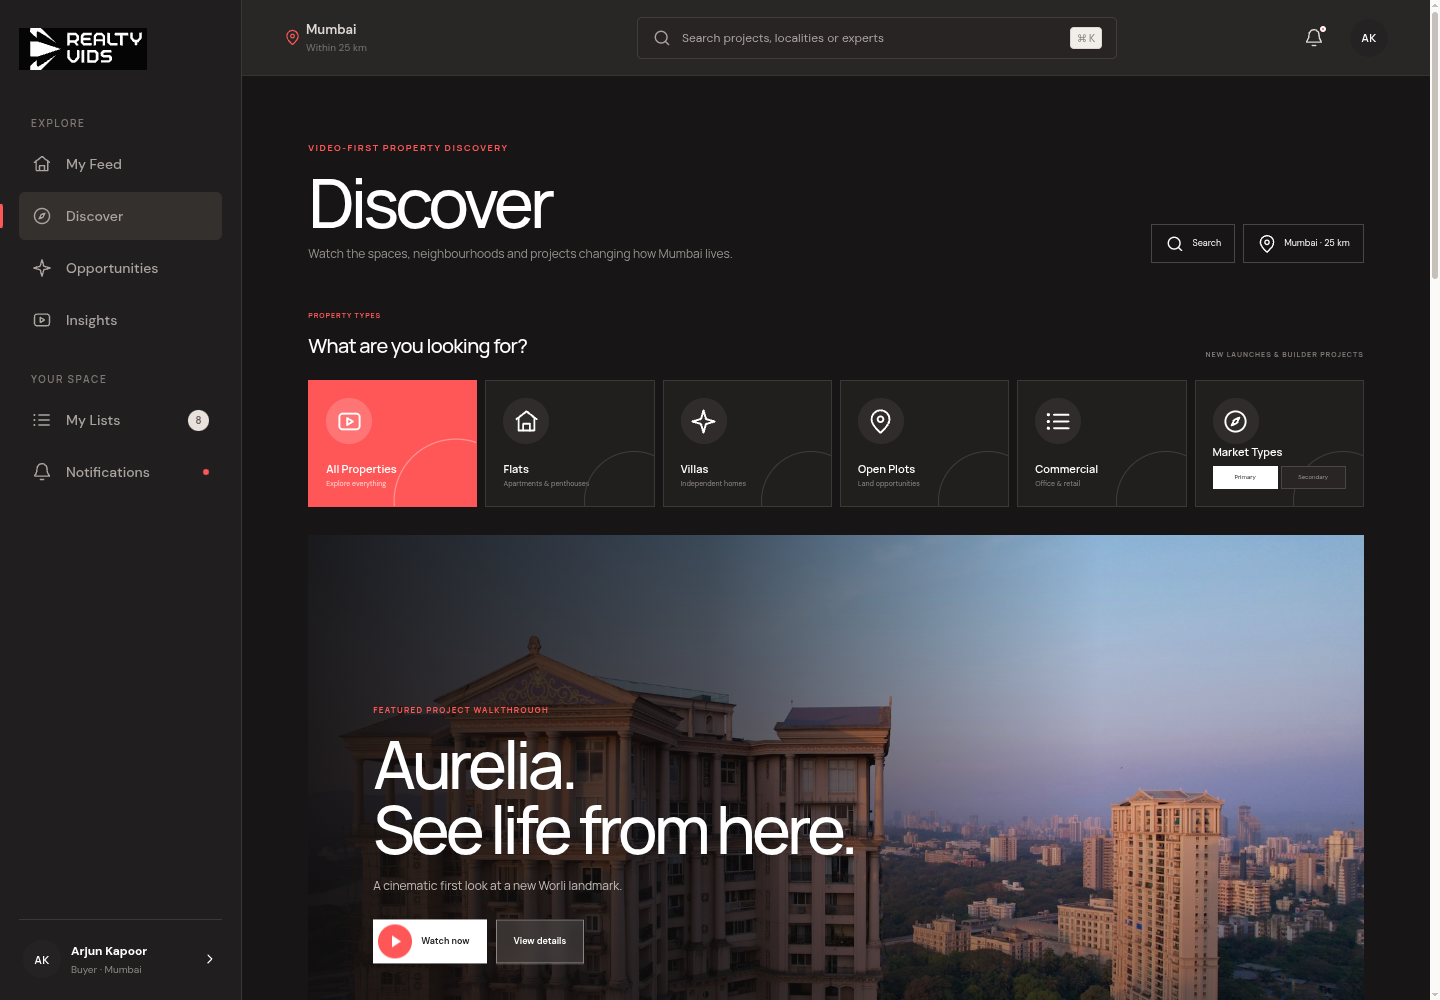 REALTY
VIDS
EXPLORE
My Feed
Discover
Opportunities
Insights
YOUR SPACE
My Lists
8
Notifications
AK
Arjun Kapoor
Buyer · Mumbai
Mumbai
Within 25 km
Search projects, localities or experts
⌘ K
AK
VIDEO-FIRST PROPERTY DISCOVERY
Discover
Watch the spaces, neighbourhoods and projects changing how Mumbai lives.
Search
Mumbai · 25 km
PROPERTY TYPES
What are you looking for?
NEW LAUNCHES & BUILDER PROJECTS
All Properties
Explore everything
Flats
Apartments & penthouses
Villas
Independent homes
Open Plots
Land opportunities
Commercial
Office & retail
Market Types
Primary
Secondary
FEATURED PROJECT WALKTHROUGH
Aurelia.
See life from here.
A cinematic first look at a new Worli landmark.
Watch now
View details